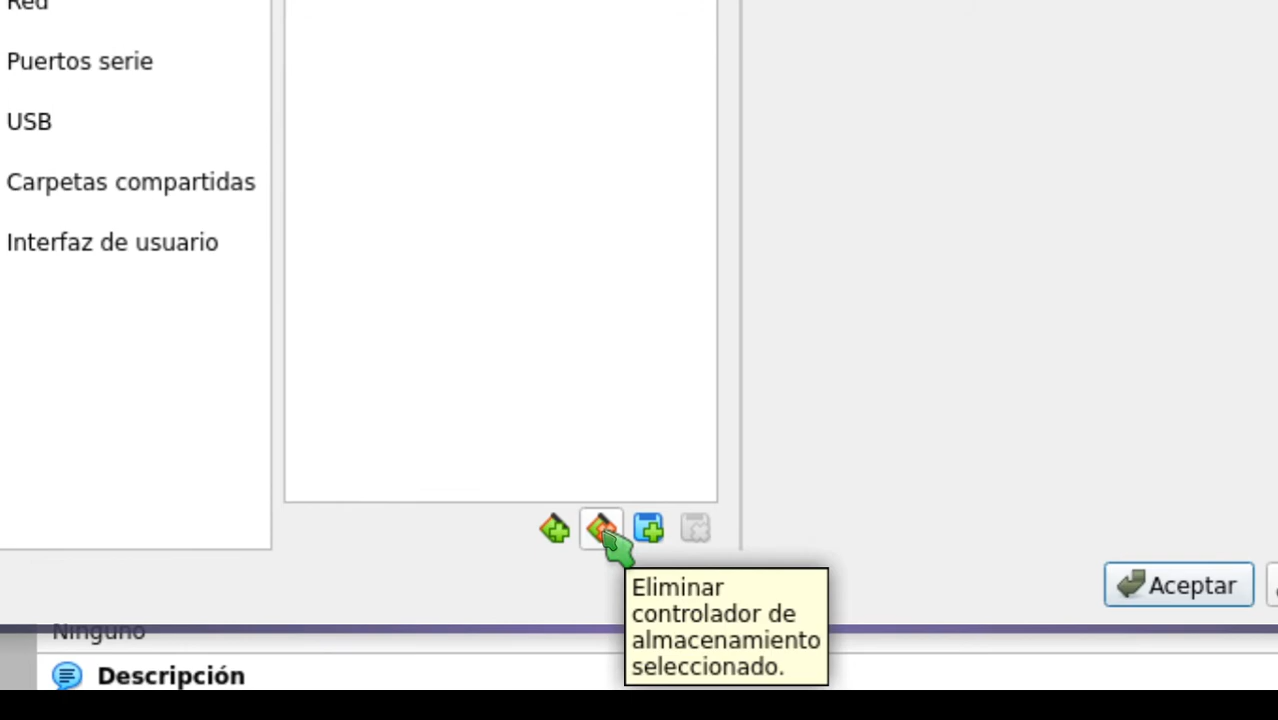 Red
Puertos serie
USB
Carpetas compartidas
Interfaz de usuario
Eliminar
controlador de
almacenamiento
seleccionado.
Aceptar
Ninguno
Descripción